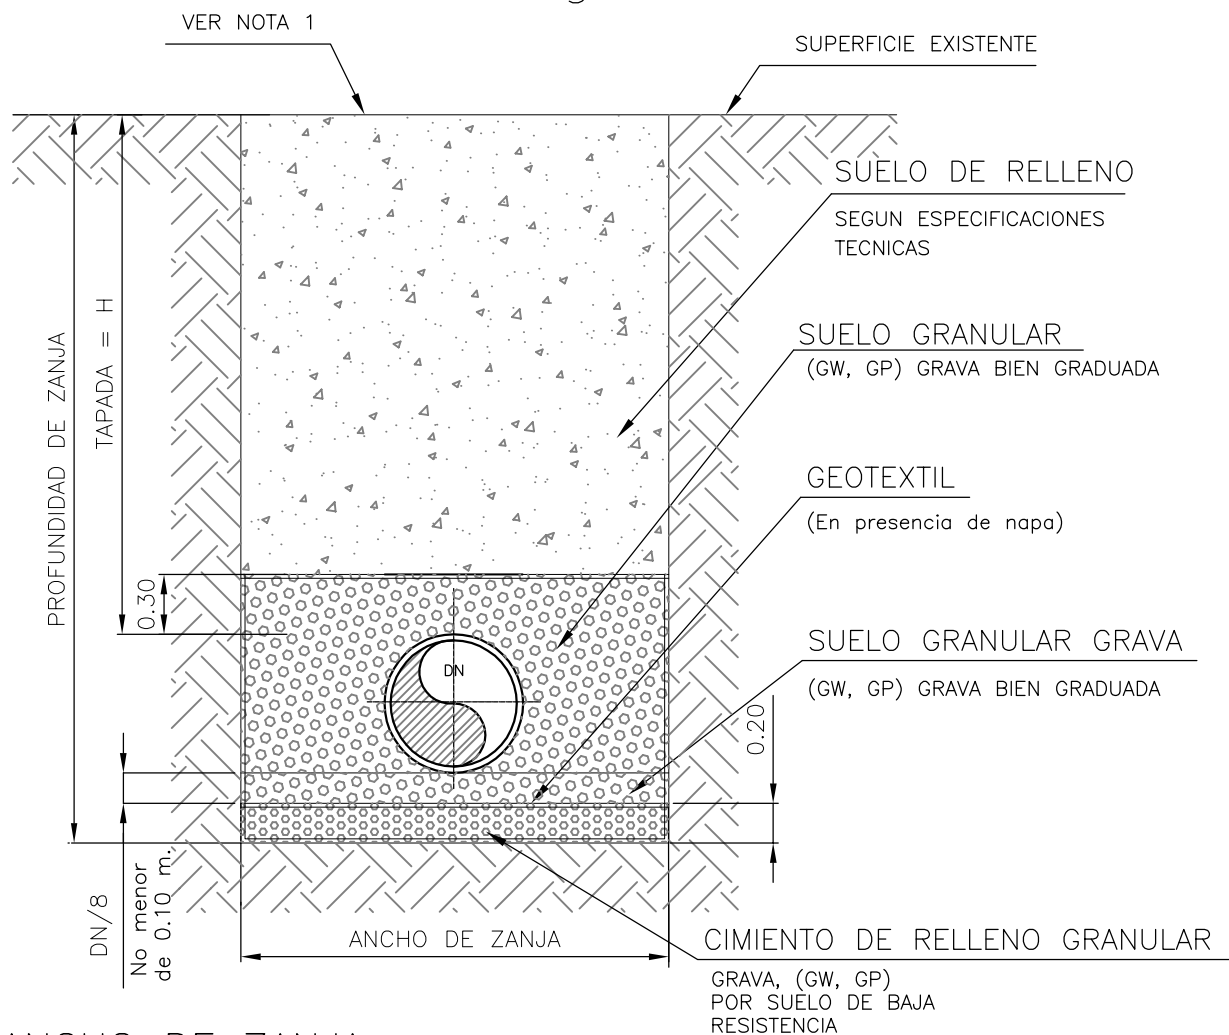 VER NOTA 1
SUPERFICIE EXISTENTE
SUELO DE RELLENO
SEGUN ESPECIFICACIONES
TECNICAS
SUELO GRANULAR
(GW, GP) GRAVA BIEN GRADUADA
GEOTEXTIL
(En presencia de napa)
SUELO GRANULAR GRAVA
(GW, GP) GRAVA BIEN GRADUADA
PROFUNDIDAD DE ZANJA
TAPADA = H
0.30
DN
0.20
DN/8
No menor
de 0.10 m.
ANCHO DE ZANJA
CIMIENTO DE RELLENO GRANULAR
GRAVA, (GW, GP)
POR SUELO DE BAJA
RESISTENCIA
ANCHO DE ZANJA